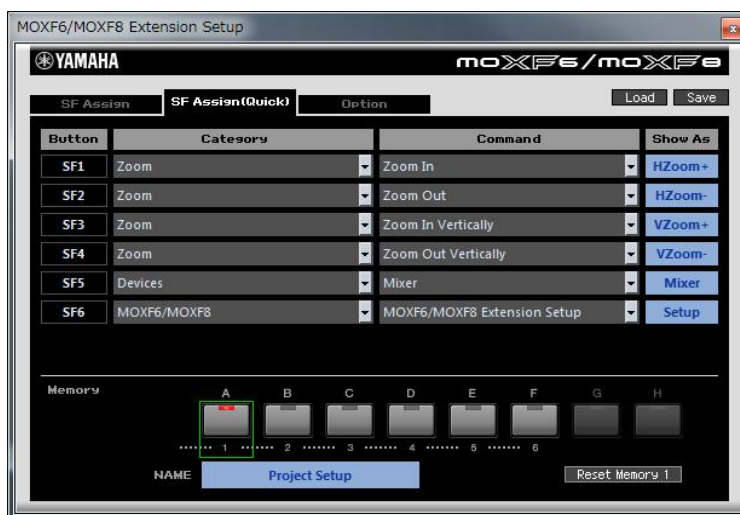 MOXF6/MOXF8 Extension Setup
YAMAHA MOXF6/MOXF8
SF Assign SF Assign(Quick) Option Load Save
Button Category Command Show As
SF1 Zoom Zoom In HZoom+
SF2 Zoom Zoom Out HZoom-
SF3 Zoom Zoom In Vertically VZoom+
SF4 Zoom Zoom Out Vertically VZoom-
SF5 Devices Mixer Mixer
SF6 MOXF6/MOXF8 MOXF6/MOXF8 Extension Setup Setup
Memory A B C D E F G H
1 2 3 4 5 6
NAME Project Setup Reset Memory 1